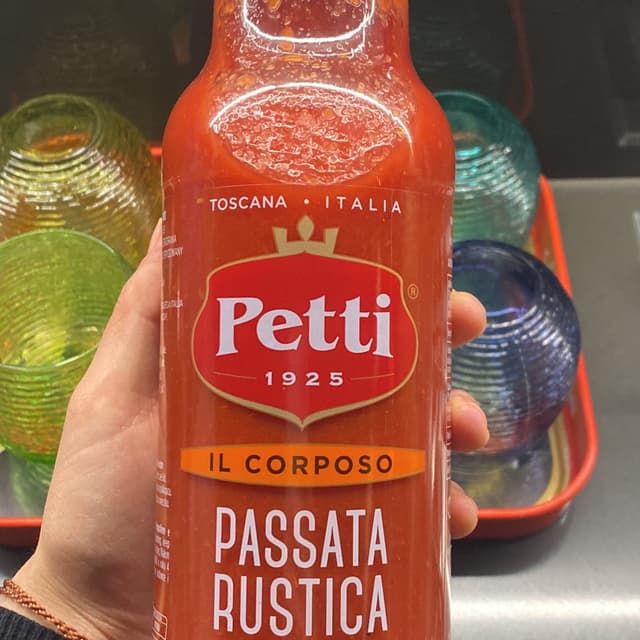 TOSCANA • ITALIA
Petti®
1925
IL CORPOSO
PASSATA
RUSTICA